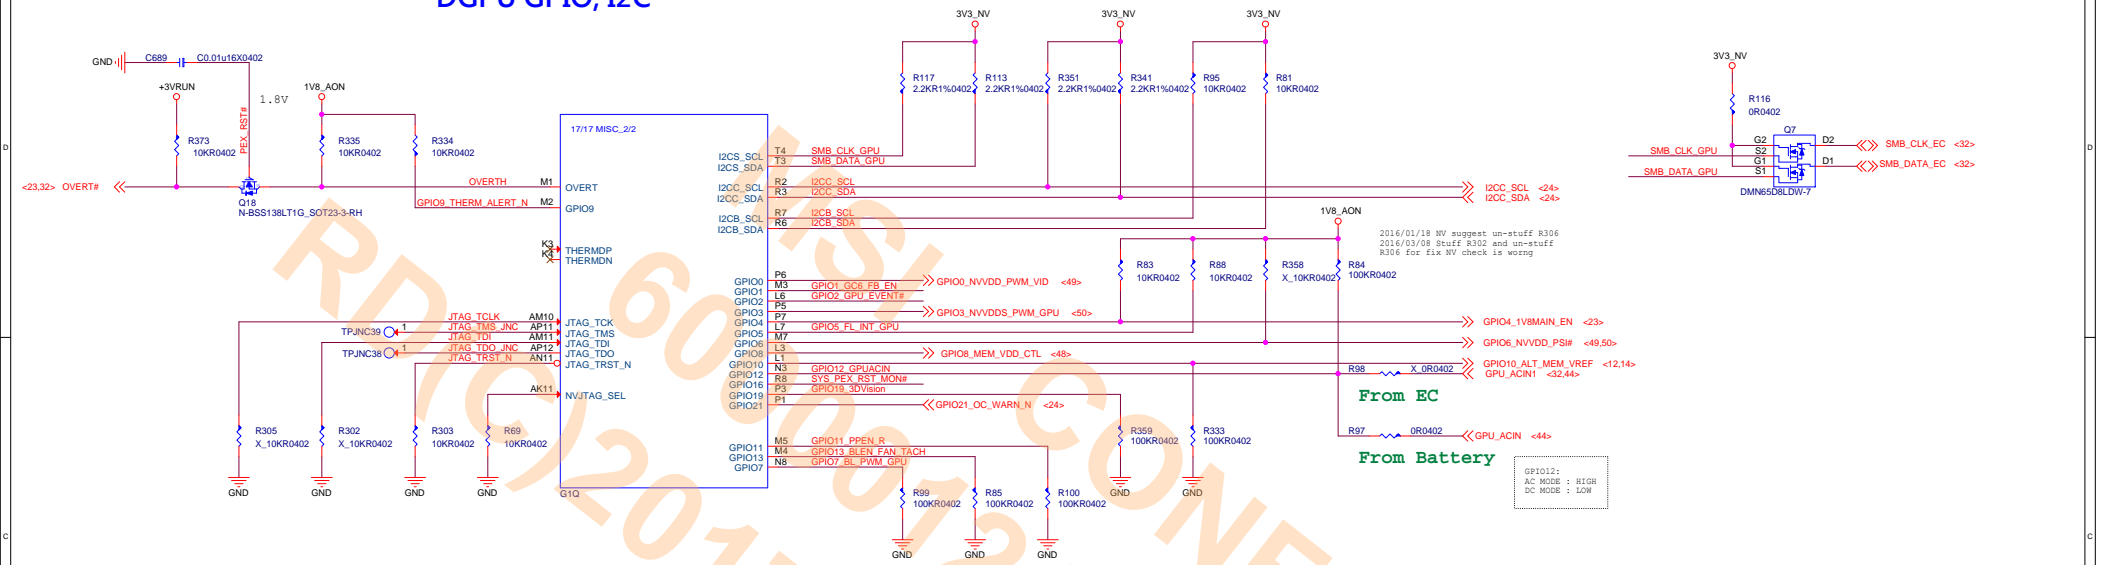 DGPU GPIO, I2C
3V3_NV
3V3_NV
3V3_NV
3V3_NV
GND
C689
C0.01u16X0402
+3VRUN
1V8_AON
1.8V
PEX_RST#
R373
10KR0402
R335
10KR0402
R334
10KR0402
<23,32> OVERT#
Q18
N-BSS138LT1G_SOT23-3-RH
OVERTH
M1
GPIO9_THERM_ALERT_N
M2
K3
K4
JTAG_TCLK
AM10
TPJNC39
1
JTAG_TMS_JNC
AP11
JTAG_TDI
AM11
TPJNC38
1
JTAG_TDO_JNC
AP12
JTAG_TRST_N
AN11
AK11
R305
X_10KR0402
R302
X_10KR0402
R303
10KR0402
R69
10KR0402
GND
GND
GND
GND
17/17 MISC_2/2
OVERT
GPIO9
THERMDP
THERMDN
JTAG_TCK
JTAG_TMS
JTAG_TDI
JTAG_TDO
JTAG_TRST_N
NVJTAG_SEL
G1Q
I2CS_SCL
I2CS_SDA
I2CC_SCL
I2CC_SDA
I2CB_SCL
I2CB_SDA
GPIO0
GPIO1
GPIO2
GPIO3
GPIO4
GPIO5
GPIO6
GPIO8
GPIO10
GPIO12
GPIO16
GPIO19
GPIO21
GPIO11
GPIO13
GPIO7
R117
2.2KR1%0402
R113
2.2KR1%0402
R351
2.2KR1%0402
R341
2.2KR1%0402
R95
10KR0402
R81
10KR0402
T4 SMB_CLK_GPU
T3 SMB_DATA_GPU
R2 I2CC_SCL
R3 I2CC_SDA
R7 I2CB_SCL
R6 I2CB_SDA
I2CC_SCL <24>
I2CC_SDA <24>
P6
GPIO0_NVVDD_PWM_VID <49>
M3 GPIO1_GC6_FB_EN
L6 GPIO2_GPU_EVENT#
P5
GPIO3_NVVDDS_PWM_GPU <50>
P7
L7 GPIO5_FL_INT_GPU
M7
L3
GPIO8_MEM_VDD_CTL <48>
L1
N3 GPIO12_GPUACIN
R8 SYS_PEX_RST_MON#
P3 GPIO19_3DVision
P1
GPIO21_OC_WARN_N <24>
M5 GPIO11_PPEN_R
M4 GPIO13_BLEN_FAN_TACH
N8 GPIO7_BL_PWM_GPU
1V8_AON
R83
10KR0402
R88
10KR0402
R358
X_10KR0402
R84
100KR0402
2016/01/18 NV suggest un-stuff R306
2016/03/08 Stuff R302 and un-stuff
R306 for fix NV check is worng
GPIO4_1V8MAIN_EN <23>
GPIO6_NVVDD_PSI# <49,50>
GPIO10_ALT_MEM_VREF <12,14>
R98
X_0R0402
GPU_ACIN1 <32,44>
From EC
R97
0R0402
GPU_ACIN <44>
From Battery
GPIO12:
AC MODE : HIGH
DC MODE : LOW
R359
100KR0402
R333
100KR0402
GND
GND
R99
100KR0402
R85
100KR0402
R100
100KR0402
GND
GND
GND
R116
0R0402
Q7
SMB_CLK_GPU
SMB_DATA_GPU
G2
S2
G1
S1
D2
D1
SMB_CLK_EC <32>
SMB_DATA_EC <32>
DMN65D8LDW-7
D
D
C
C
MSI CONF
RD(C)201
60000012